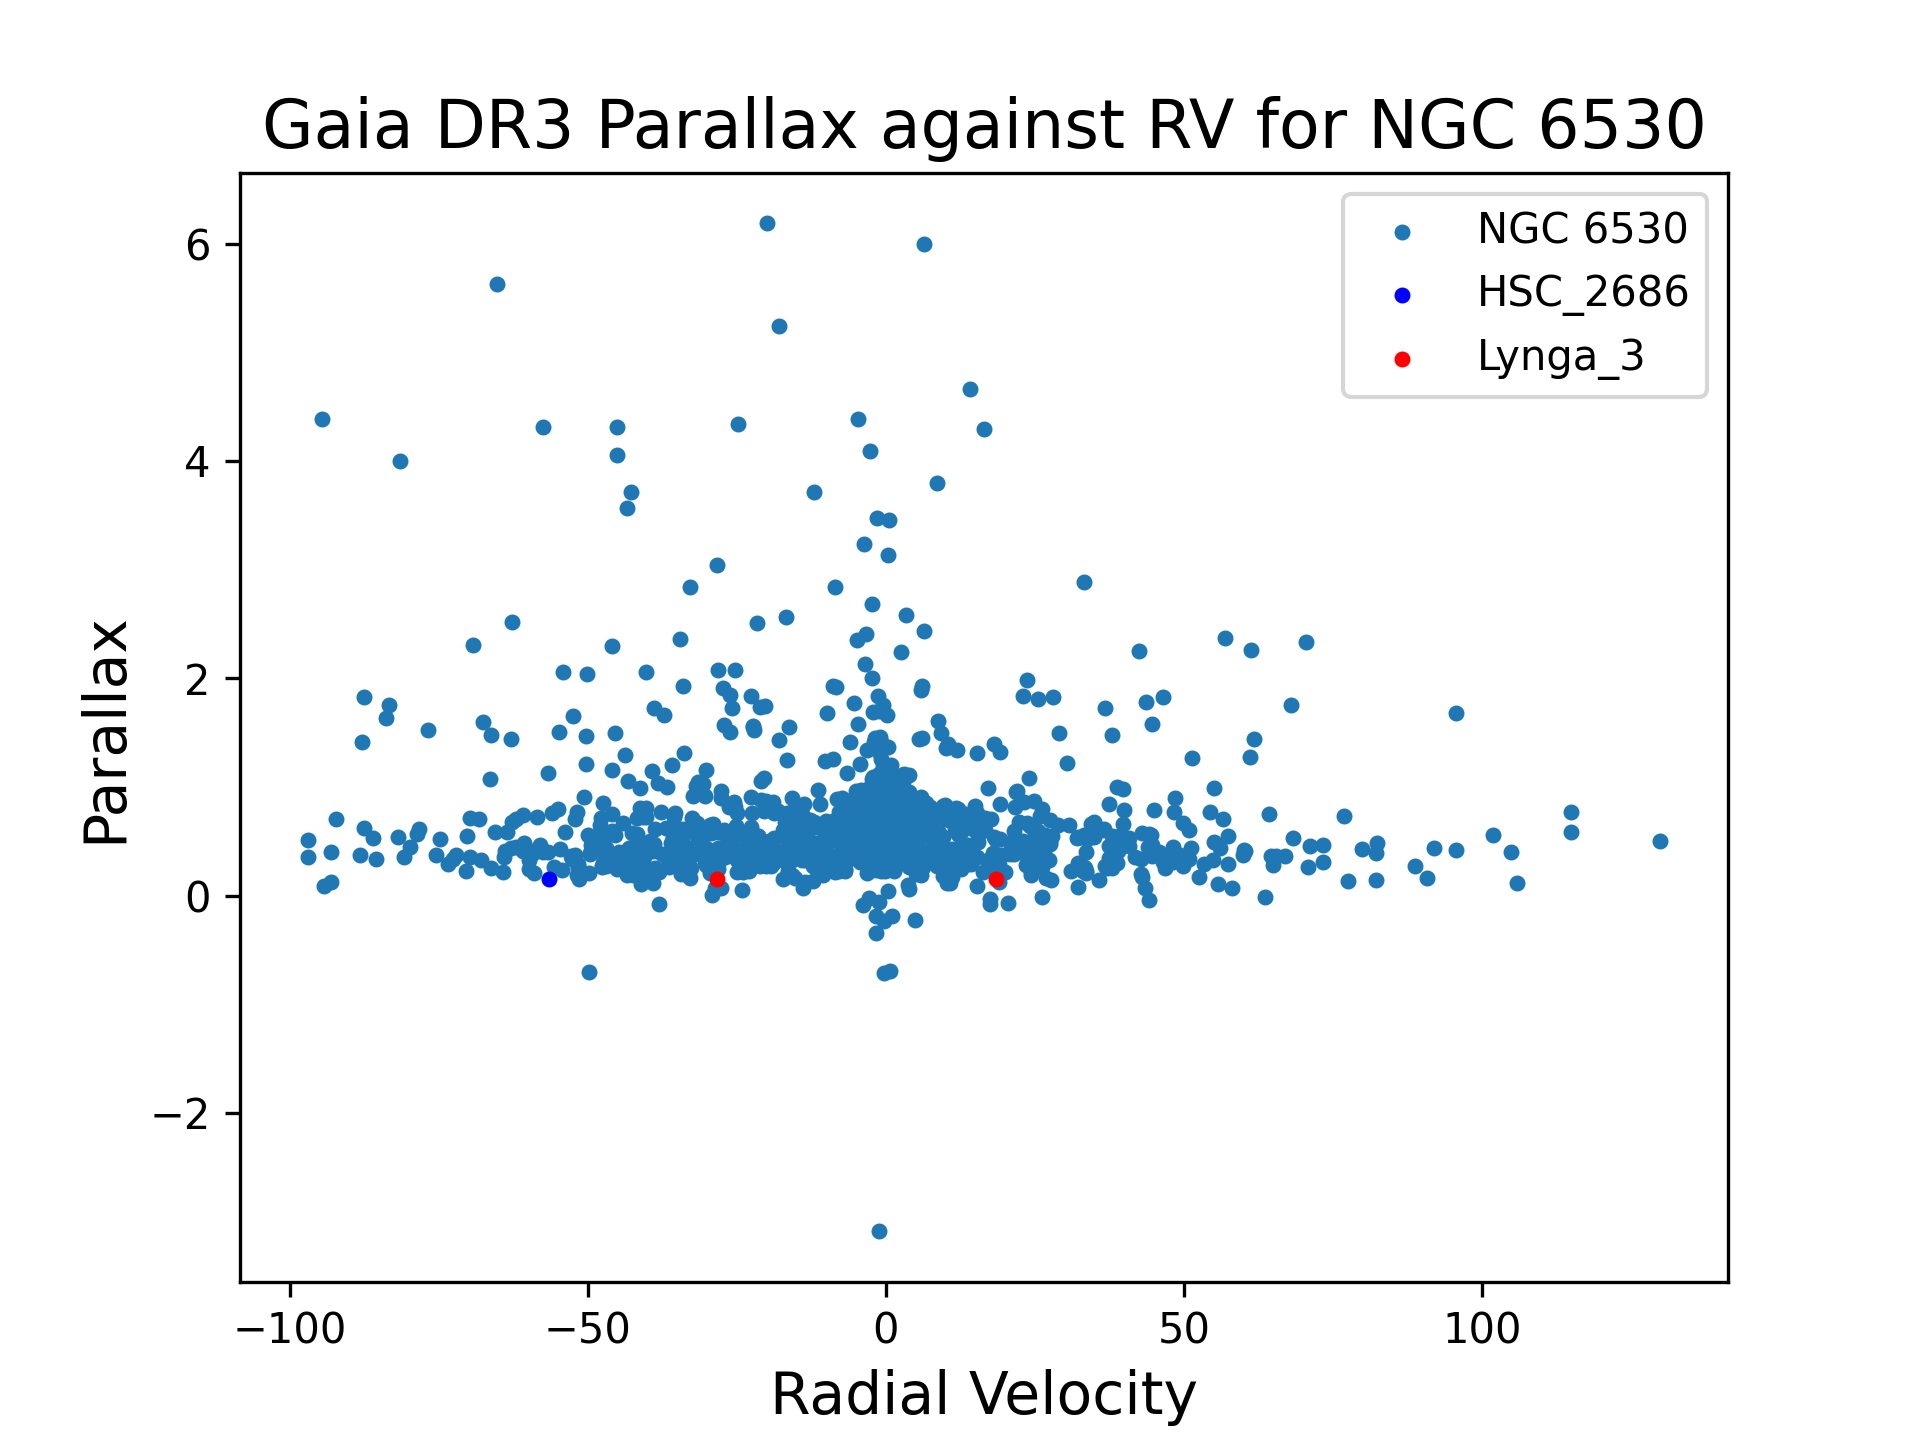 Gaia DR3 Parallax against RV for NGC 6530
NGC 6530
HSC_2686
Lynga_3
6
4
2
0
−2
Parallax
−100
−50
0
50
100
Radial Velocity